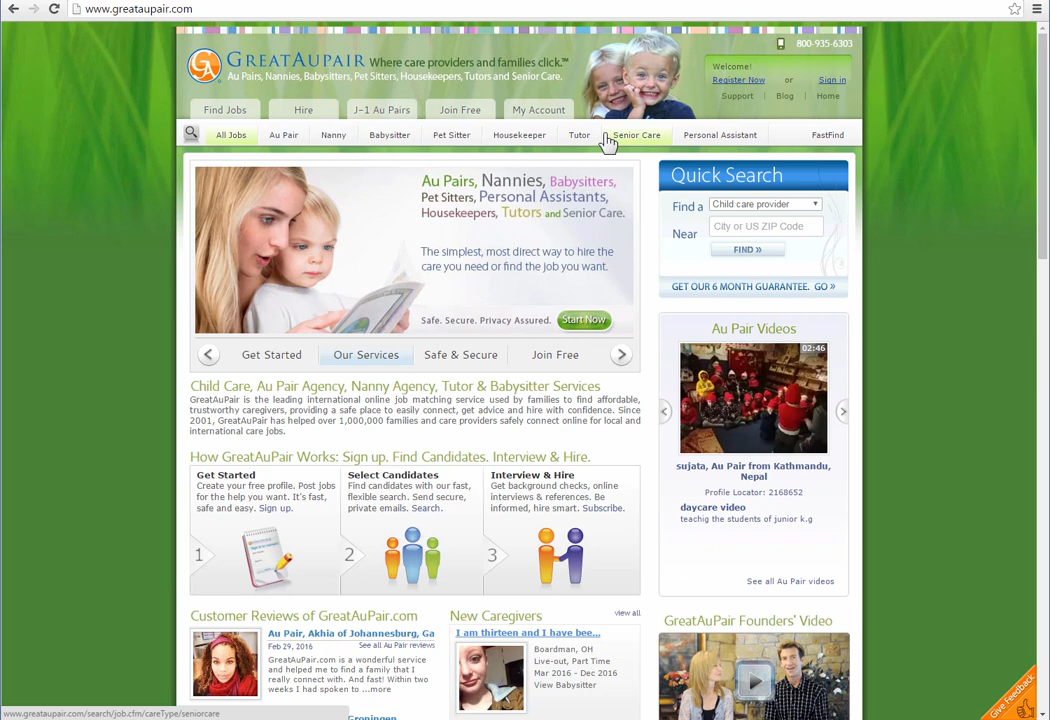 www.greataupair.com
800-935-6303
GREATAUPAIR Where care providers and families click.™
Au Pairs, Nannies, Babysitters, Pet Sitters, Housekeepers, Tutors and Senior Care.
Welcome!
Register Now or Sign in
Support | Blog | Home
Find Jobs Hire J-1 Au Pairs Join Free My Account
All Jobs Au Pair Nanny Babysitter Pet Sitter Housekeeper Tutor Senior Care Personal Assistant FastFind
Au Pairs, Nannies, Babysitters,
Pet Sitters, Personal Assistants,
Housekeepers, Tutors and Senior Care.
The simplest, most direct way to hire the
care you need or find the job you want.
Safe. Secure. Privacy Assured. Start Now
Get Started Our Services Safe & Secure Join Free
Quick Search
Find a Child care provider
Near City or US ZIP Code
FIND »
GET OUR 6 MONTH GUARANTEE. GO »
Child Care, Au Pair Agency, Nanny Agency, Tutor & Babysitter Services
GreatAuPair is the leading international online job matching service used by families to find affordable,
trustworthy caregivers, providing a safe place to easily connect, get advice and hire with confidence. Since
2001, GreatAuPair has helped over 1,000,000 families and care providers safely connect online for local and
international care jobs.
How GreatAuPair Works: Sign up. Find Candidates. Interview & Hire.
Get Started
Create your free profile. Post jobs
for the help you want. It's fast,
safe and easy. Sign up.
1
Select Candidates
Find candidates with our fast,
flexible search. Send secure,
private emails. Search.
2
Interview & Hire
Get background checks, online
interviews & references. Be
informed, hire smart. Subscribe.
3
Au Pair Videos
02:46
sujata, Au Pair from Kathmandu,
Nepal
Profile Locator: 2168652
daycare video
teachig the students of junior k.g
See all Au Pair videos
Customer Reviews of GreatAuPair.com
Au Pair, Akhia of Johannesburg, Ga
Feb 29, 2016 See all Au Pair reviews
GreatAuPair.com is a wonderful service
and helped me to find a family that I
really connect with. And fast! Within two
weeks I had spoken to ...more
Groningen
New Caregivers view all
I am thirteen and I have bee...
Boardman, OH
Live-out, Part Time
Mar 2016 - Dec 2016
View Babysitter
GreatAuPair Founders' Video
Give Feedback
www.greataupair.com/search/job.cfm/careType/seniorcare